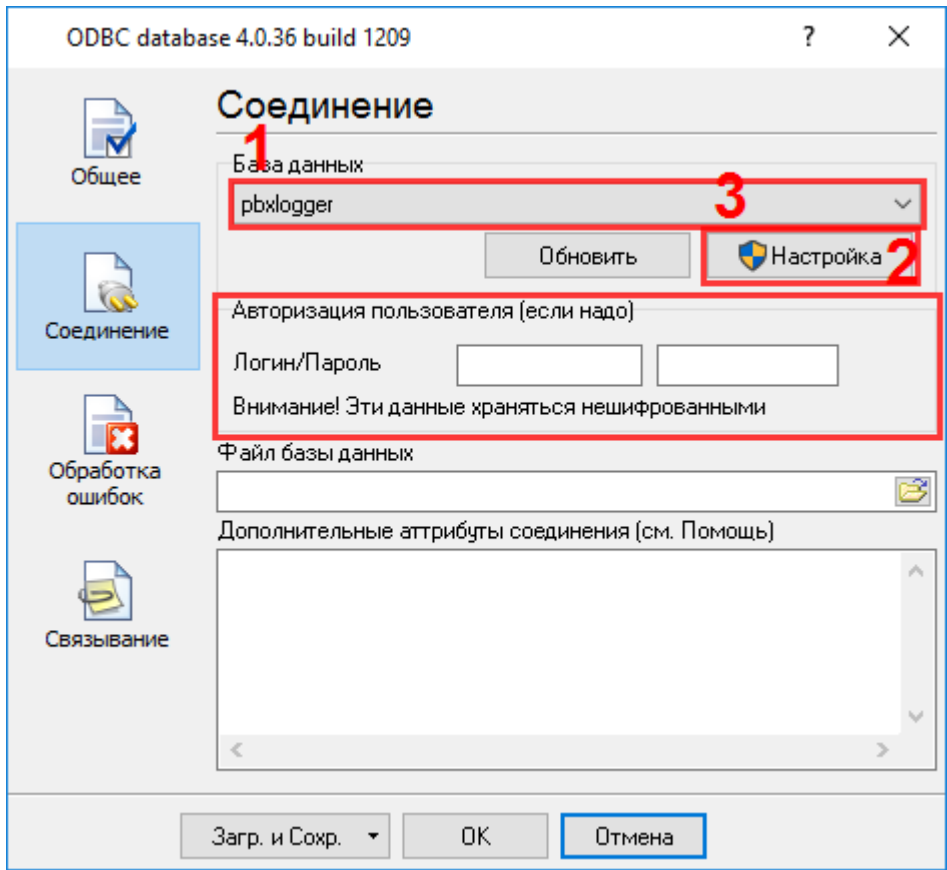 ODBC database 4.0.36 build 1209
?
Общее
Соединение
Обработка
ошибок
Связывание
Соединение
1
База данных
pbxlogger
3
Обновить
Настройка
2
Авторизация пользователя (если надо)
Логин/Пароль
Внимание! Эти данные храняться нешифрованными
Файл базы данных
Дополнительные аттрибуты соединения (см. Помощь)
Загр. и Сохр.
OK
Отмена